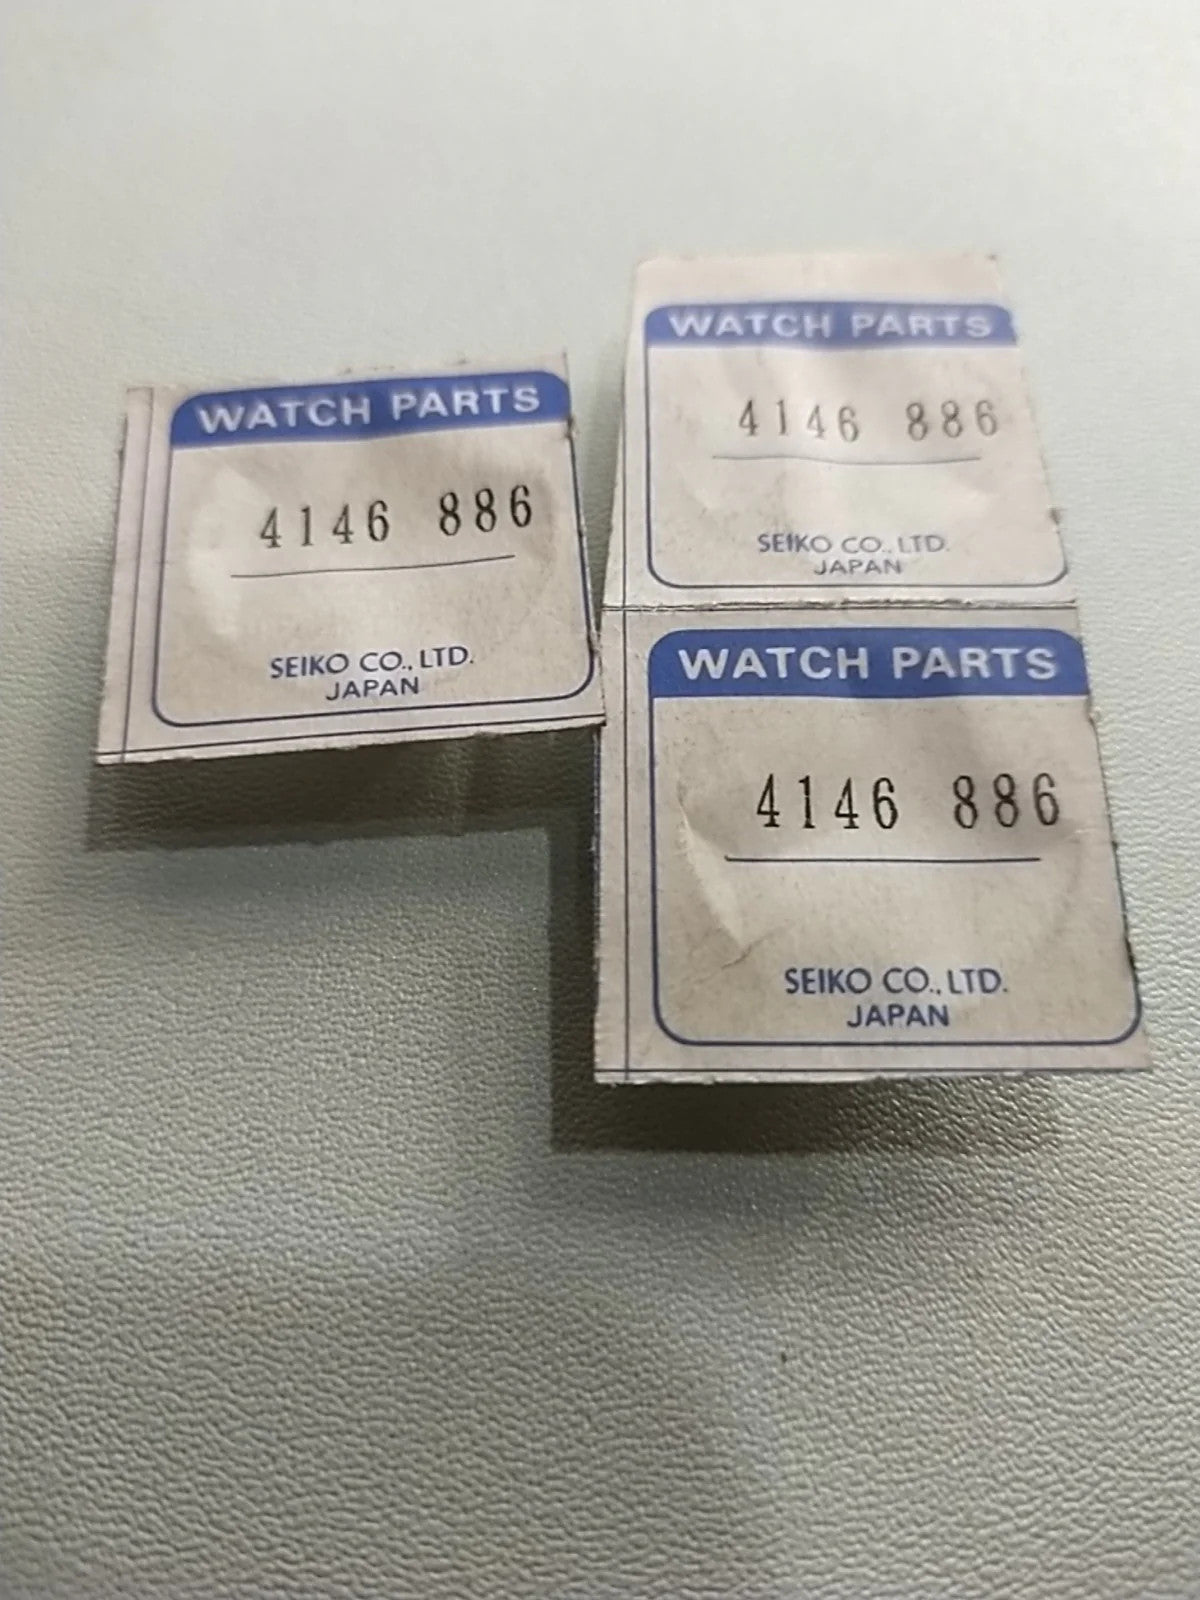 WATCH PARTS
4146 886
SEIKO CO., LTD.
JAPAN
WATCH PARTS
4146 886
SEIKO CO., LTD.
JAPAN
WATCH PARTS
4146 886
SEIKO CO., LTD.
JAPAN